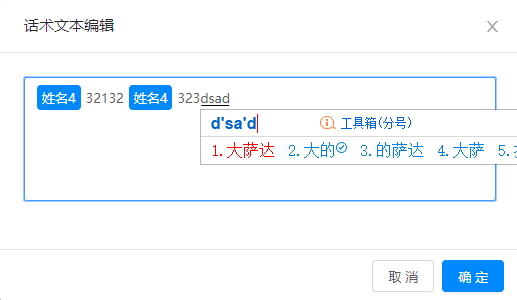 话术文本编辑
姓名4 32132 姓名4 323dsad
d'sa'd 工具箱(分号)
1.大萨达 2.大的 3.的萨达 4.大萨 5.
取消 确定